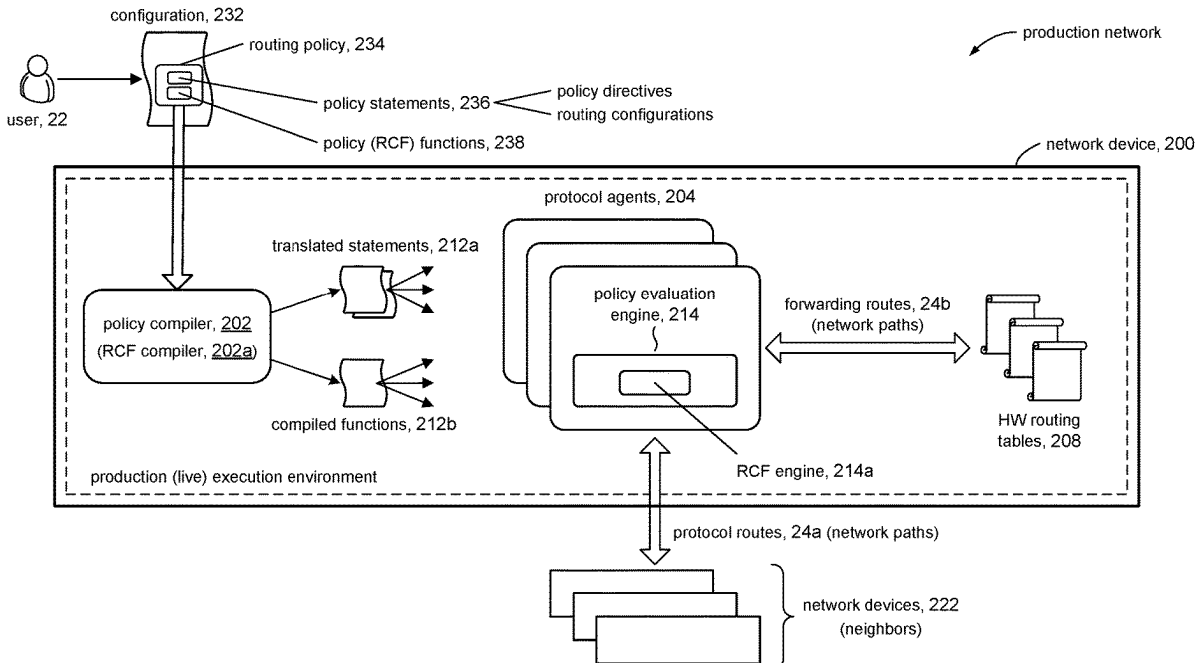 configuration, 232
routing policy, 234
production network
policy statements, 236
policy directives
routing configurations
user, 22
policy (RCF) functions, 238
network device, 200
protocol agents, 204
translated statements, 212a
policy evaluation
engine, 214
forwarding routes, 24b
(network paths)
policy compiler, 202
(RCF compiler, 202a)
compiled functions, 212b
HW routing
tables, 208
RCF engine, 214a
production (live) execution environment
protocol routes, 24a (network paths)
network devices, 222
(neighbors)